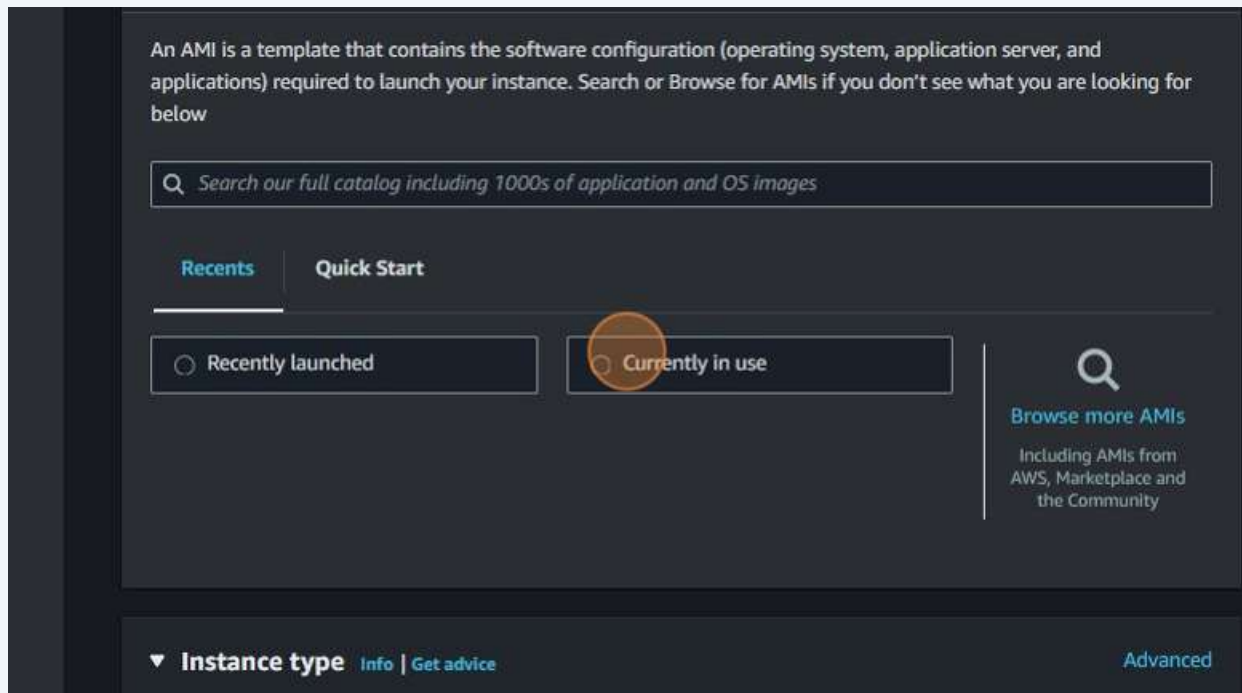 An AMI is a template that contains the software configuration (operating system, application server, and
applications) required to launch your instance. Search or Browse for AMIs if you don't see what you are looking for
below
Search our full catalog including 1000s of application and OS images
Recents
Quick Start
Recently launched
Currently in use
Browse more AMIs
Including AMIs from
AWS, Marketplace and
the Community
Instance type Info | Get advice
Advanced